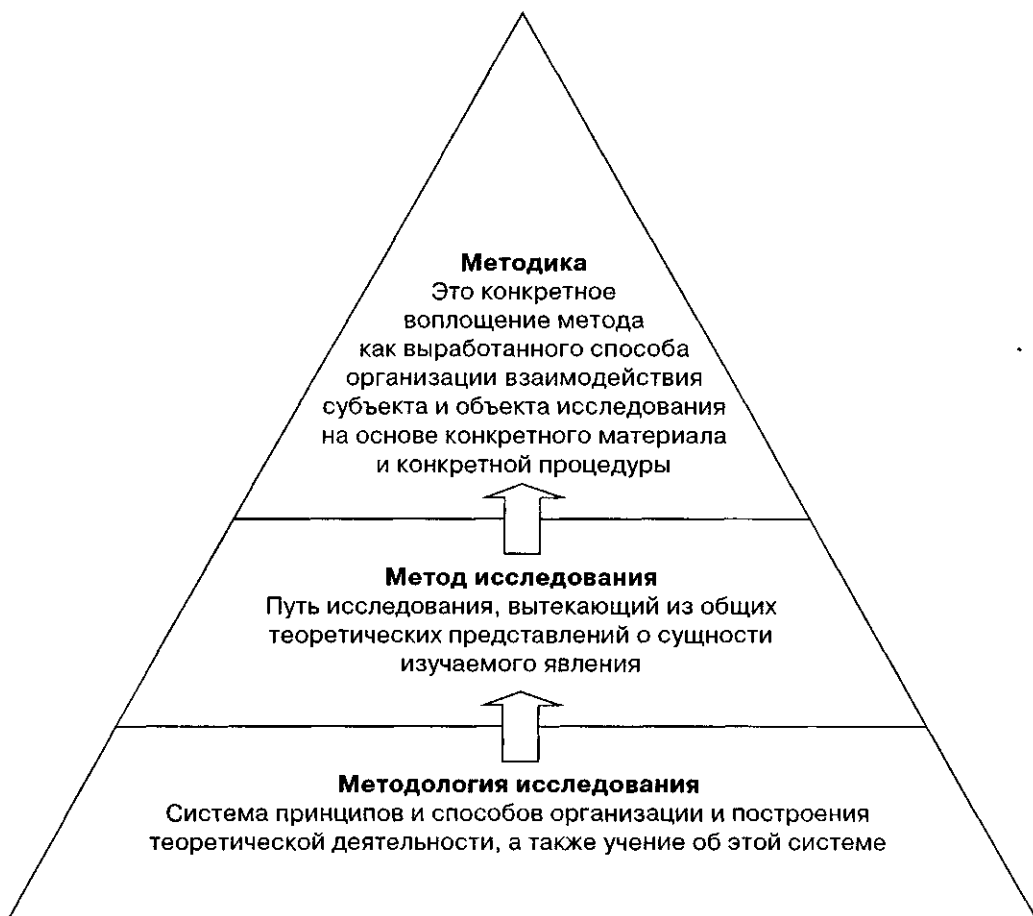 Методика
Это конкретное
воплощение метода
как выработанного способа
организации взаимодействия
субъекта и объекта исследования
на основе конкретного материала
и конкретной процедуры
Метод исследования
Путь исследования, вытекающий из общих
теоретических представлений о сущности
изучаемого явления
Методология исследования
Система принципов и способов организации и построения
теоретической деятельности, а также учение об этой системе